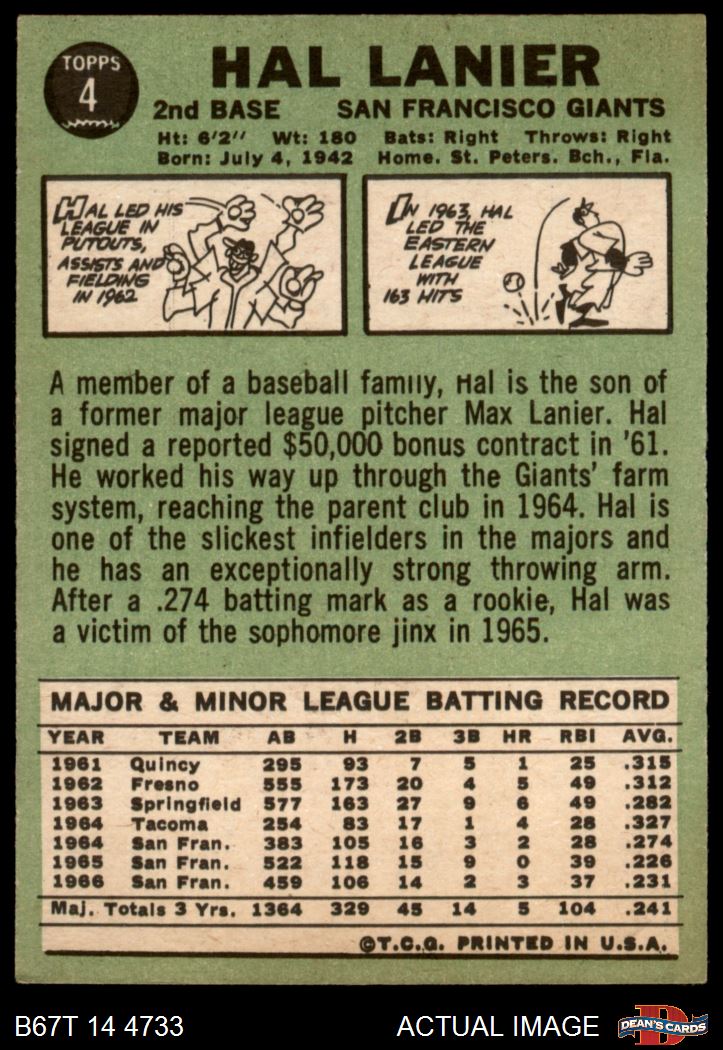 TOPPS
4
HAL LANIER
2nd BASE SAN FRANCISCO GIANTS
Ht: 6'2" Wt: 180 Bats: Right Throws: Right
Born: July 4, 1942 Home. St. Peters. Bch., Fla.
HAL LED HIS
LEAGUE IN
PUTOUTS,
ASSISTS AND
FIELDING
IN 1962
IN 1963, HAL
LED THE
EASTERN
LEAGUE
WITH
163 HITS
A member of a baseball family, Hal is the son of
a former major league pitcher Max Lanier. Hal
signed a reported $50,000 bonus contract in '61.
He worked his way up through the Giants' farm
system, reaching the parent club in 1964. Hal is
one of the slickest infielders in the majors and
he has an exceptionally strong throwing arm.
After a .274 batting mark as a rookie, Hal was
a victim of the sophomore jinx in 1965.
MAJOR & MINOR LEAGUE BATTING RECORD
YEAR TEAM AB H 2B 3B HR RBI AVG.
1961 Quincy 295 93 7 5 1 25 .315
1962 Fresno 555 173 20 4 5 49 .312
1963 Springfield 577 163 27 9 6 49 .282
1964 Tacoma 254 83 17 1 4 28 .327
1964 San Fran. 383 105 16 3 2 28 .274
1965 San Fran. 522 118 15 9 0 39 .226
1966 San Fran. 459 106 14 2 3 37 .231
Maj. Totals 3 Yrs. 1364 329 45 14 5 104 .241
©T.C.G. PRINTED IN U.S.A.
B67T 14 4733 ACTUAL IMAGE DEAN'S CARDS